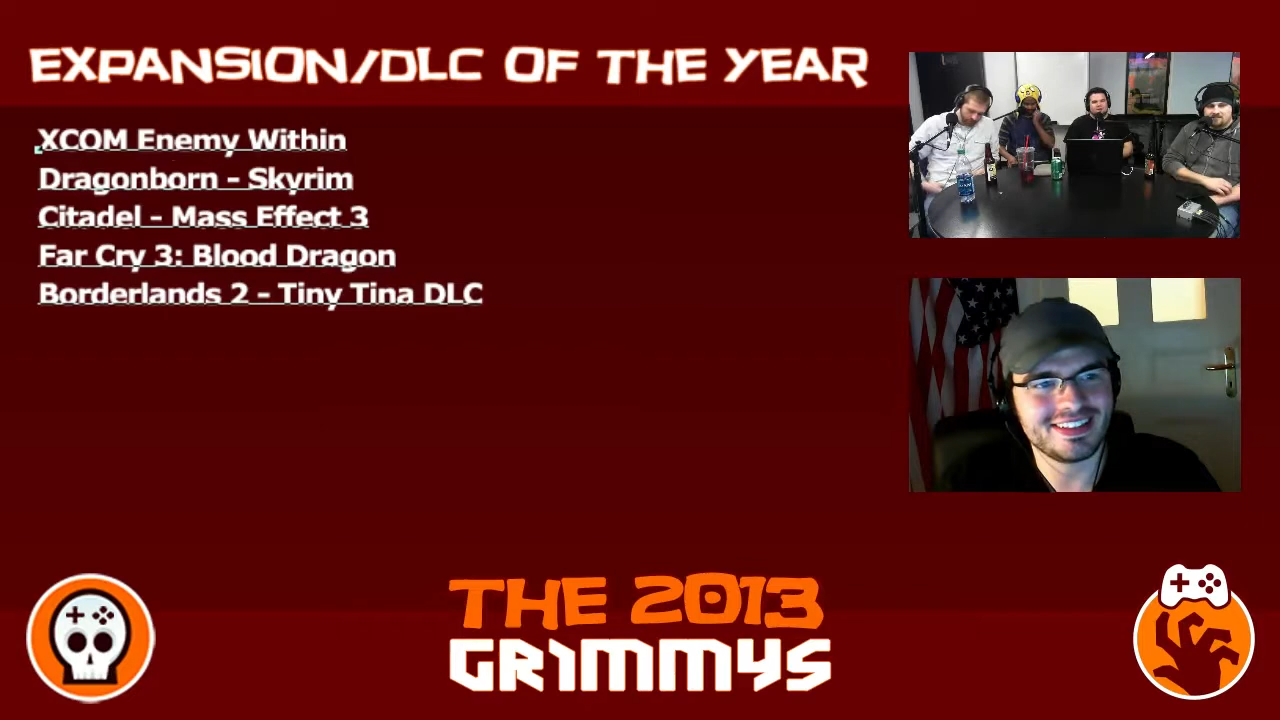 EXPANSION/DLC OF THE YEAR
XCOM Enemy Within
Dragonborn - Skyrim
Citadel - Mass Effect 3
Far Cry 3: Blood Dragon
Borderlands 2 - Tiny Tina DLC
THE 2013
GR1MM4S